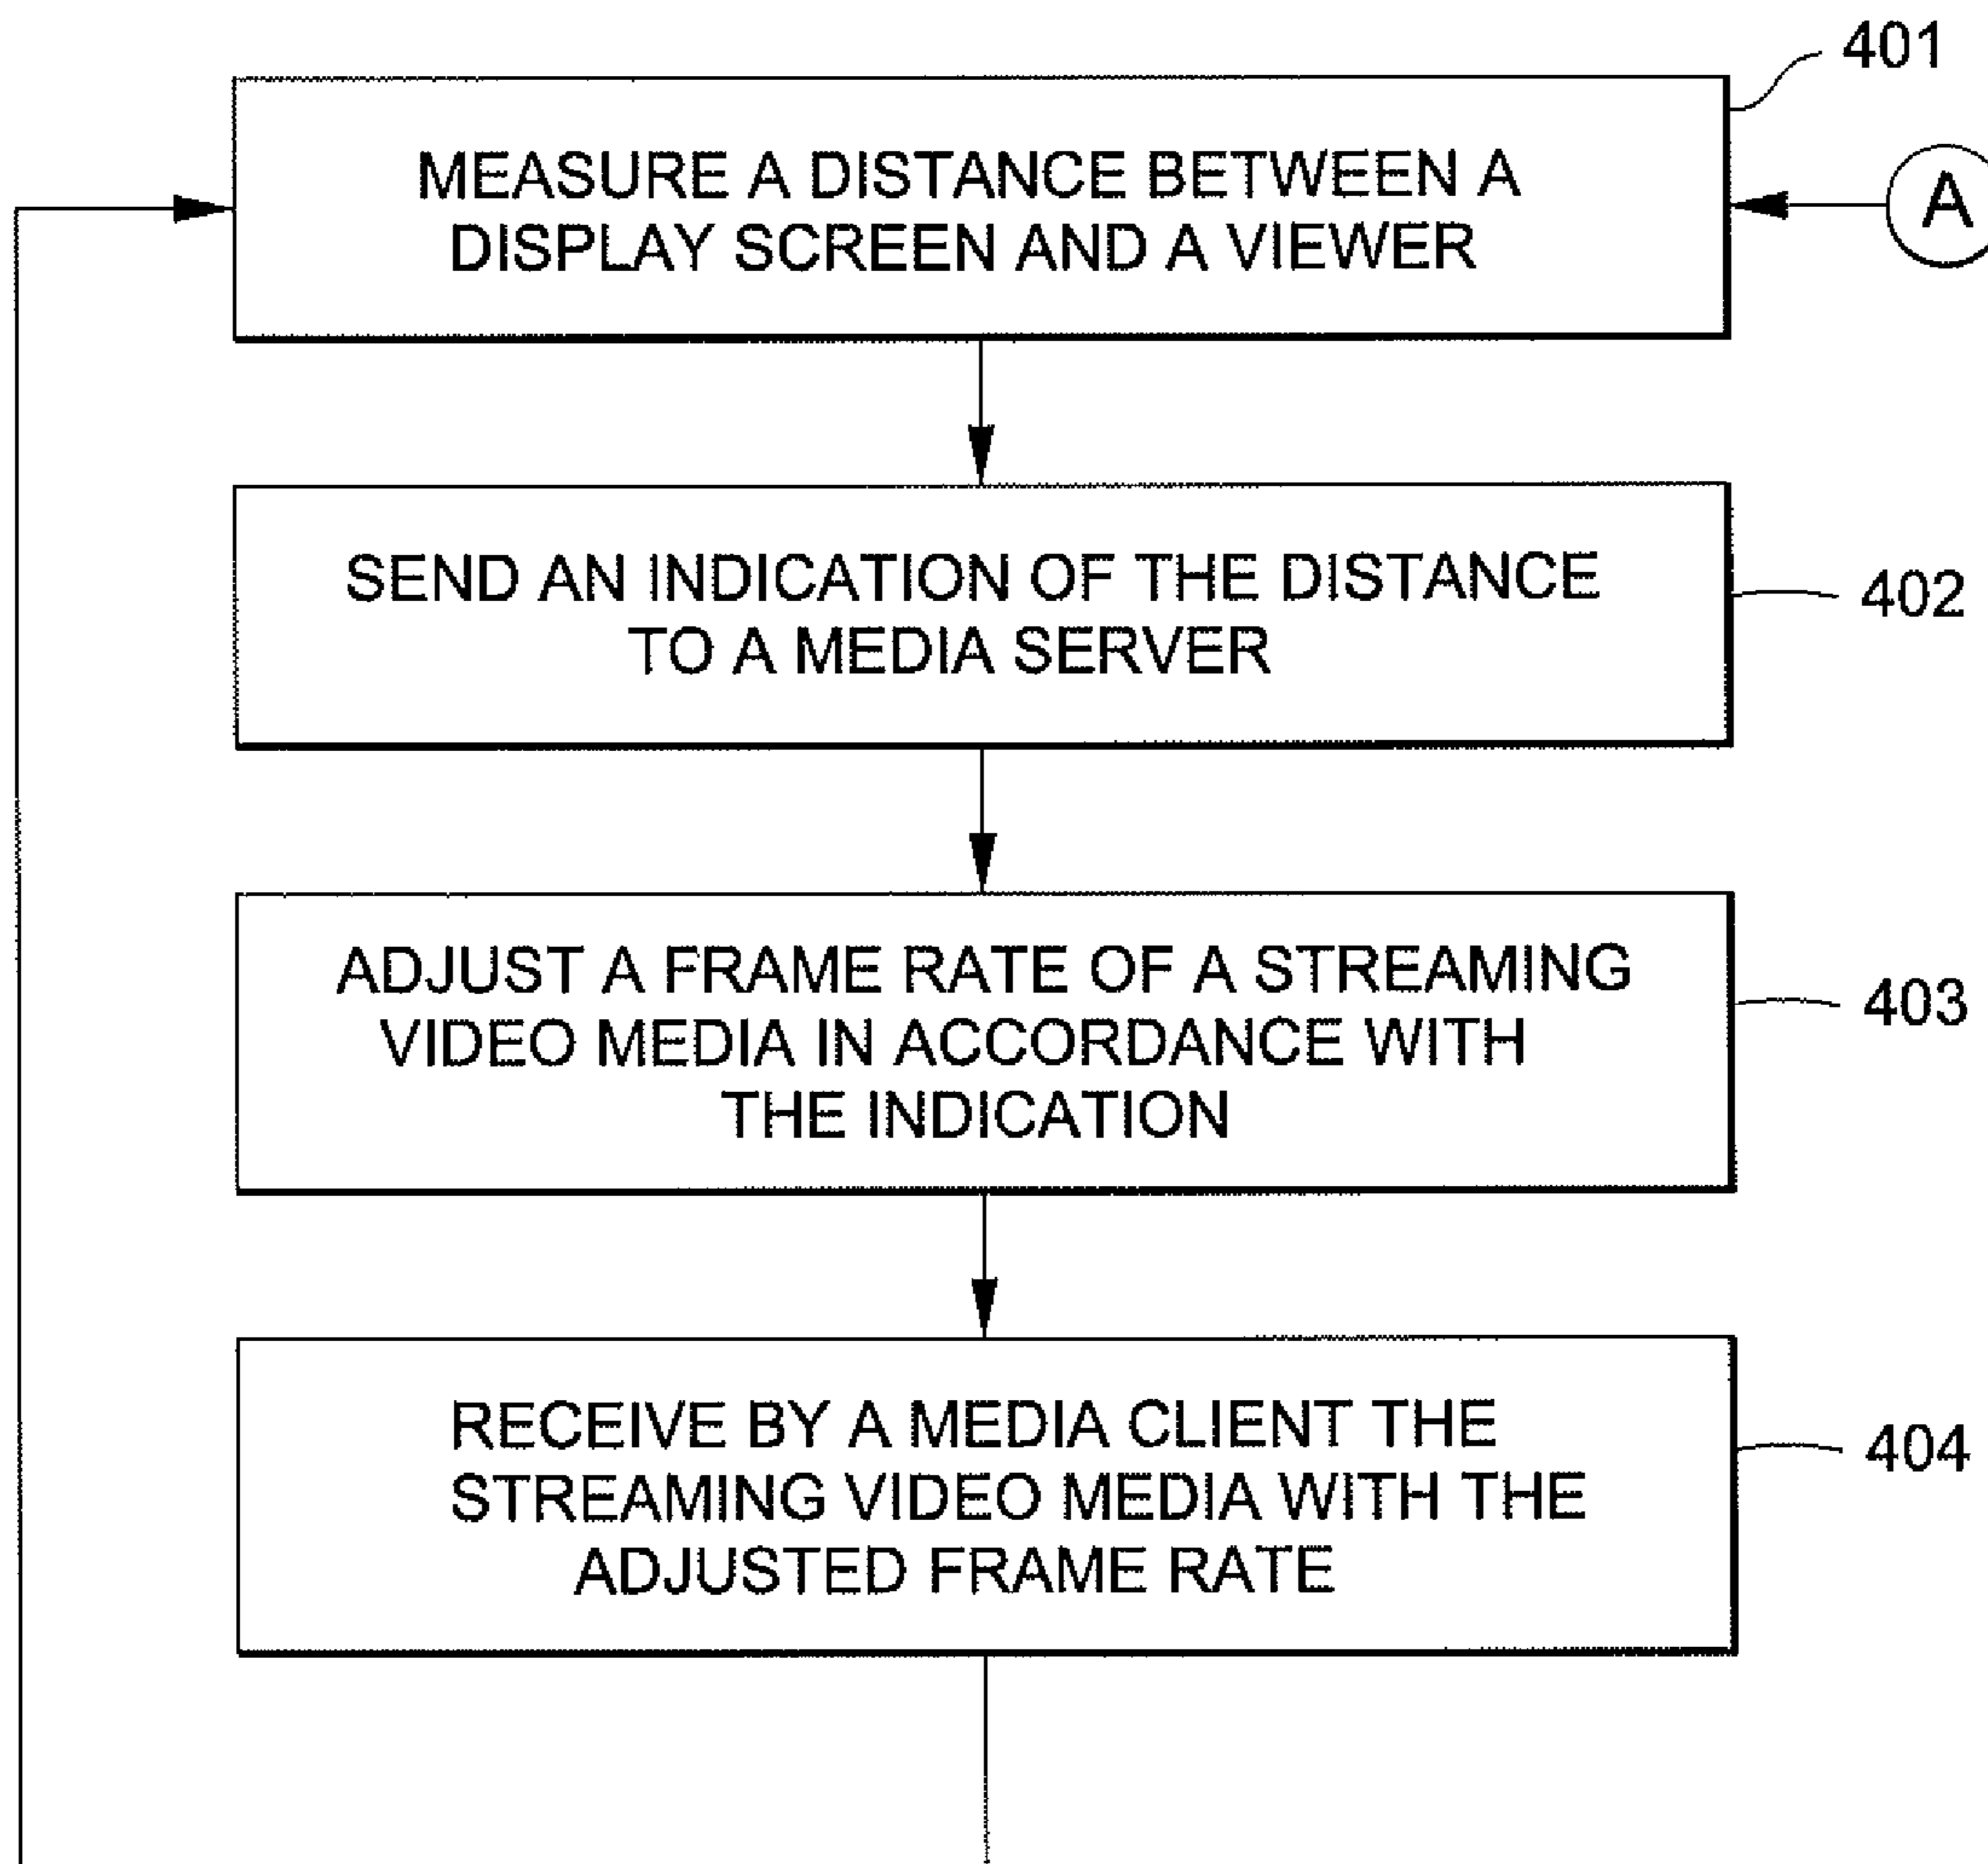 401
MEASURE A DISTANCE BETWEEN A
DISPLAY SCREEN AND A VIEWER
A
SEND AN INDICATION OF THE DISTANCE
TO A MEDIA SERVER
402
ADJUST A FRAME RATE OF A STREAMING
VIDEO MEDIA IN ACCORDANCE WITH
THE INDICATION
403
RECEIVE BY A MEDIA CLIENT THE
STREAMING VIDEO MEDIA WITH THE
ADJUSTED FRAME RATE
404